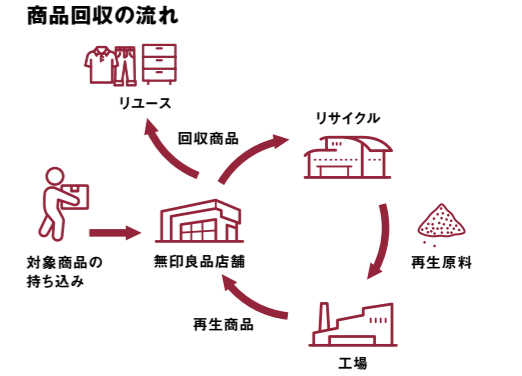 商品回収の流れ
リユース
回収商品
リサイクル
対象商品の
持ち込み
無印良品店舗
再生原料
再生商品
工場